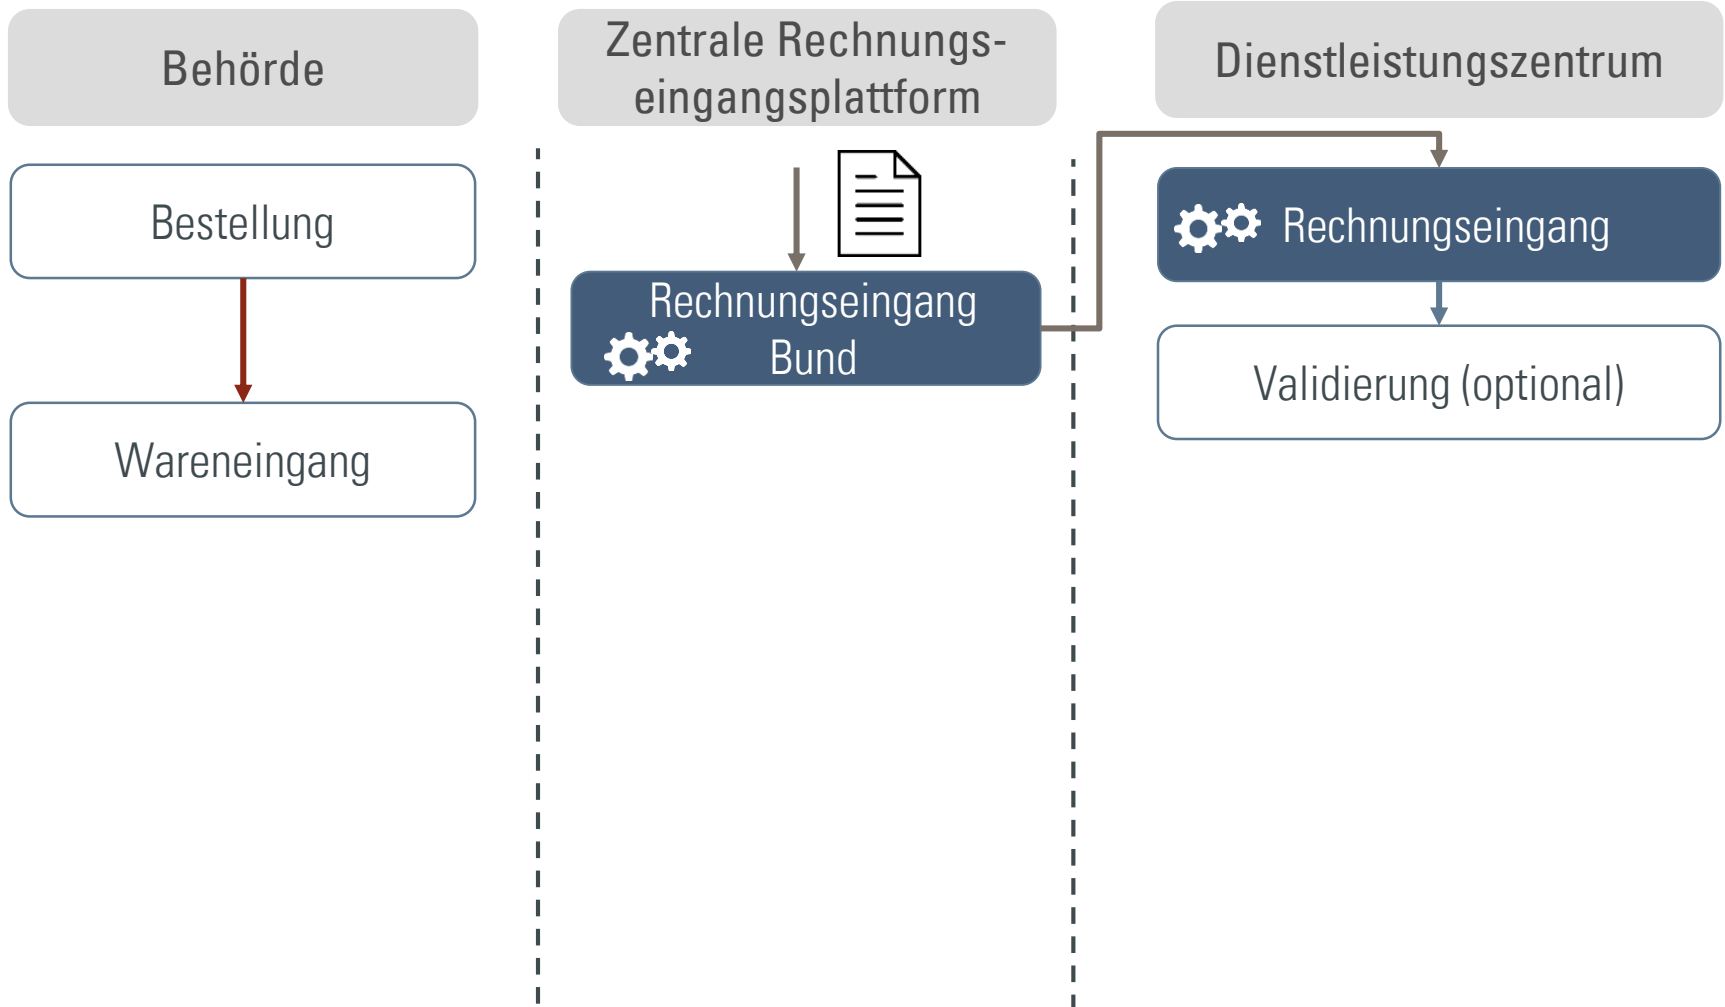 Behörde
Zentrale Rechnungs-
eingangsplattform
Dienstleistungszentrum
Bestellung
Wareneingang
Rechnungseingang
Bund
Rechnungseingang
Validierung (optional)